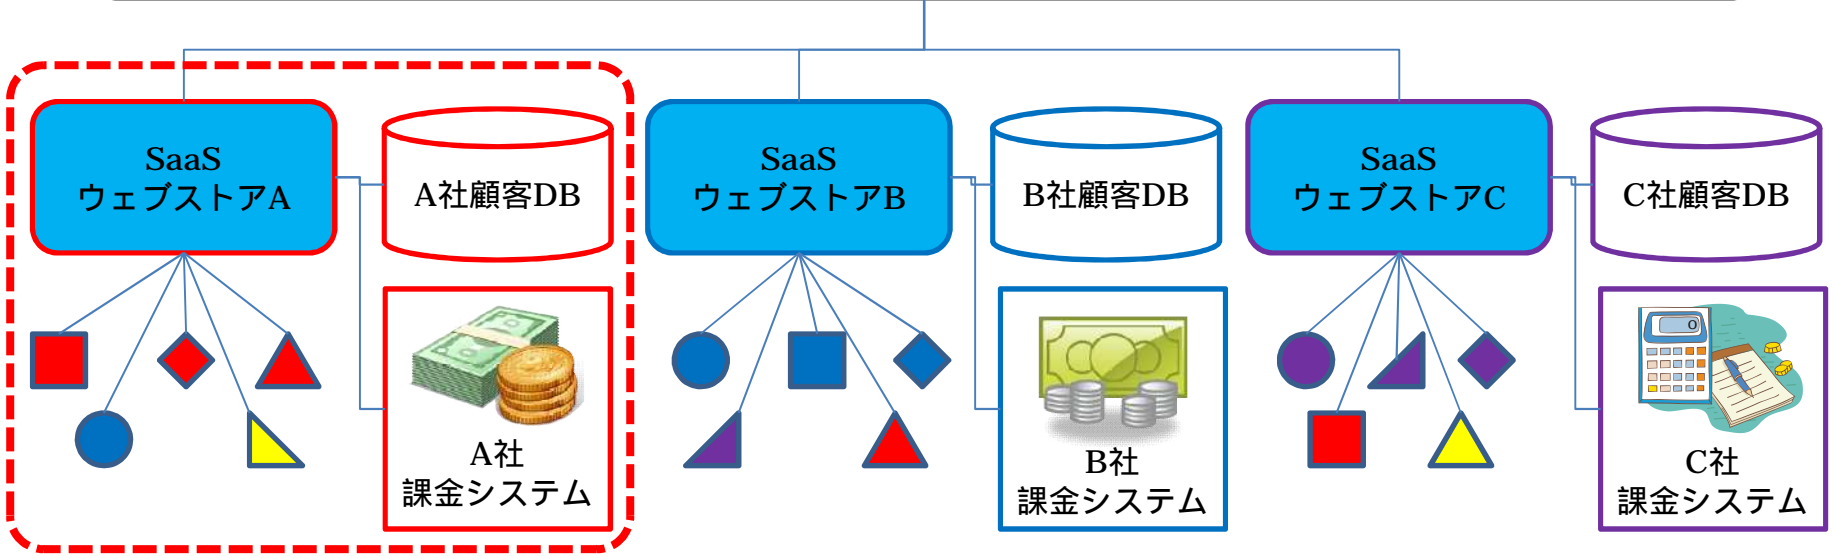 SaaS
ウェブストアA
A社顧客DB
A社
課金システム
SaaS
ウェブストアB
B社顧客DB
B社
課金システム
SaaS
ウェブストアC
C社顧客DB
0
C社
課金システム